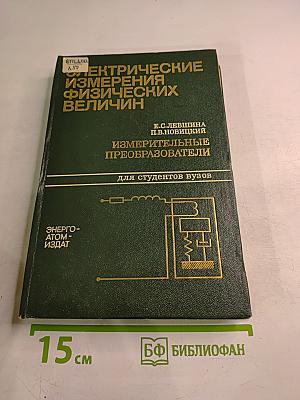 ЭЛЕКТРИЧЕСКИЕ
ИЗМЕРЕНИЯ
ФИЗИЧЕСКИХ
ВЕЛИЧИН
Е.С.ЛЕВШИНА
П.В.НОВИЦКИЙ
ИЗМЕРИТЕЛЬНЫЕ
ПРЕОБРАЗОВАТЕЛИ
для студентов вузов
ЭНЕРГО-
АТОМ-
ИЗДАТ
15 см
БФ БИБЛИОФАН